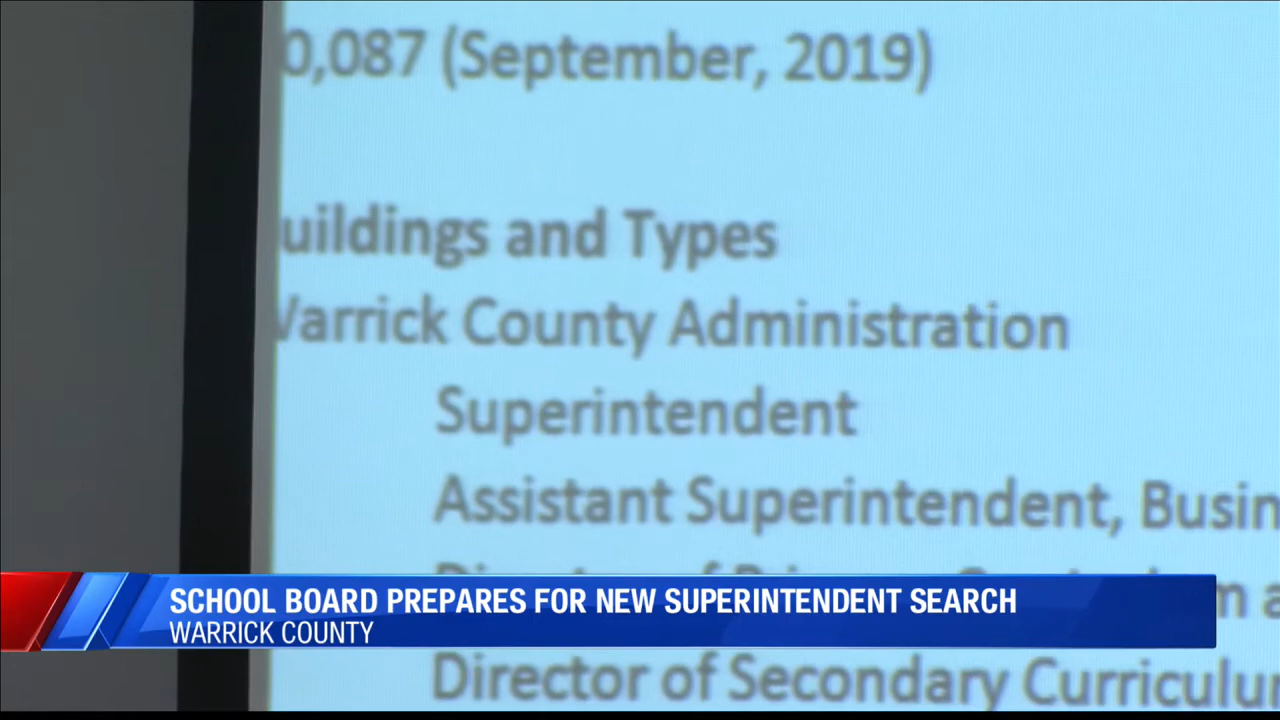 0,087 (September, 2019)
uildings and Types
Warrick County Administration
Superintendent
Assistant Superintendent, Busin
SCHOOL BOARD PREPARES FOR NEW SUPERINTENDENT SEARCH
WARRICK COUNTY
Director of Secondary Curriculu